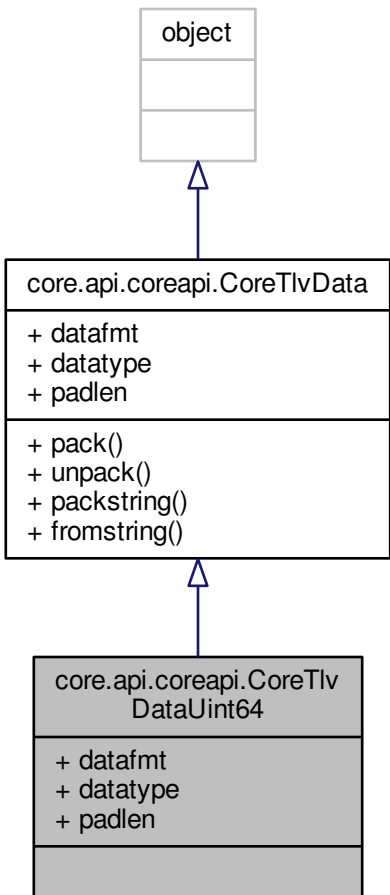 object
core.api.coreapi.CoreTlvData
+ datafmt
+ datatype
+ padlen
+ pack()
+ unpack()
+ packstring()
+ fromstring()
core.api.coreapi.CoreTlv
DataUint64
+ datafmt
+ datatype
+ padlen